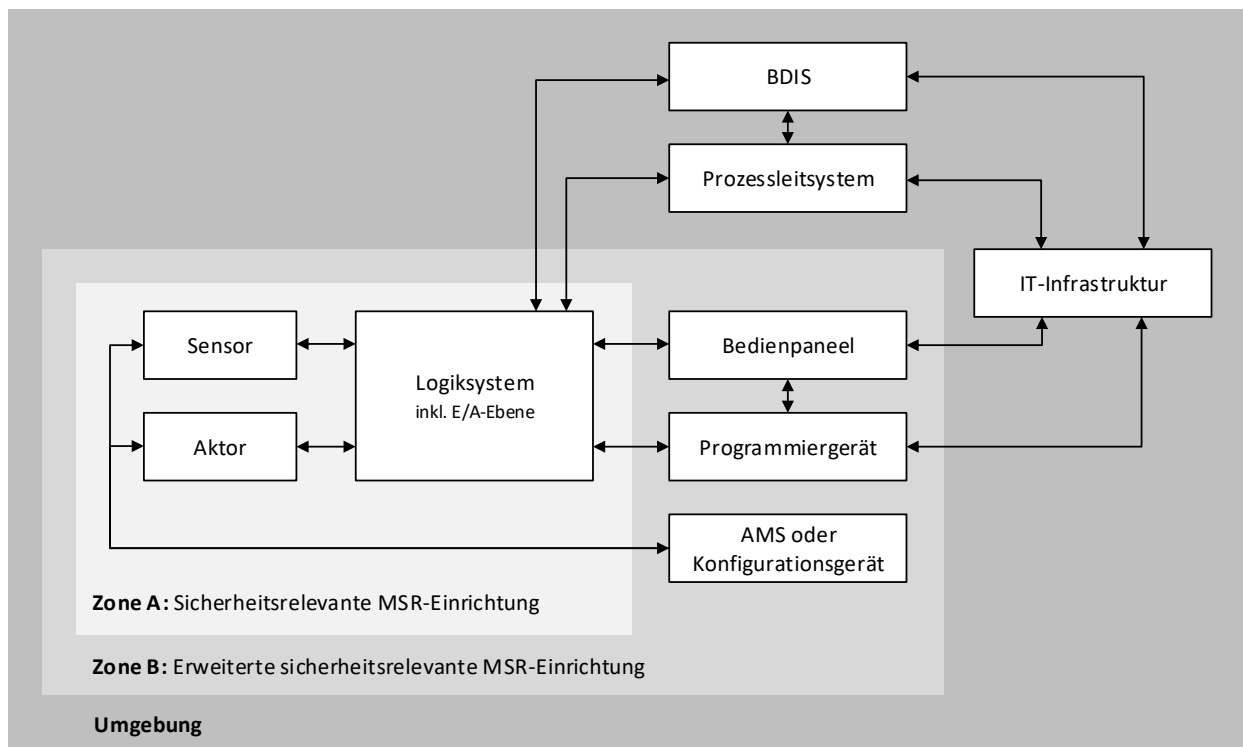 BDIS
Prozessleitsystem
IT-Infrastruktur
Sensor
Logiksystem
inkl. E/A-Ebene
Bedienpaneel
Aktor
Programmiergerät
AMS oder
Konfigurationsgerät
Zone A: Sicherheitsrelevante MSR-Einrichtung
Zone B: Erweiterte sicherheitsrelevante MSR-Einrichtung
Umgebung